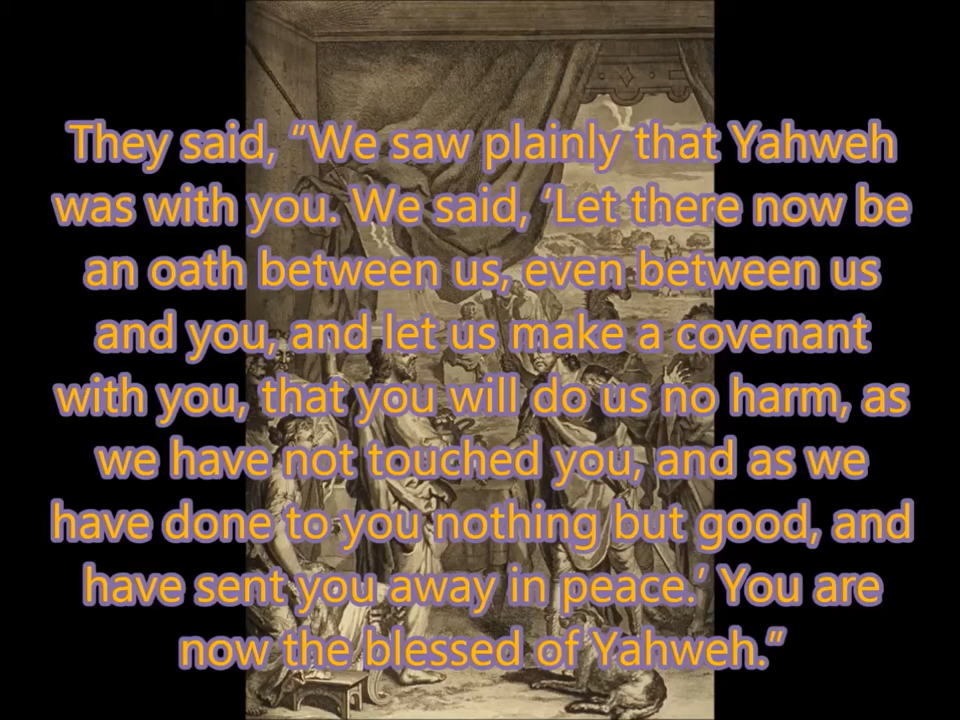 They said, “We saw plainly that Yahweh
was with you. We said, ‘Let there now be
an oath between us, even between us
and you, and let us make a covenant
with you, that you will do us no harm, as
we have not touched you, and as we
have done to you nothing but good, and
have sent you away in peace.’ You are
now the blessed of Yahweh.”